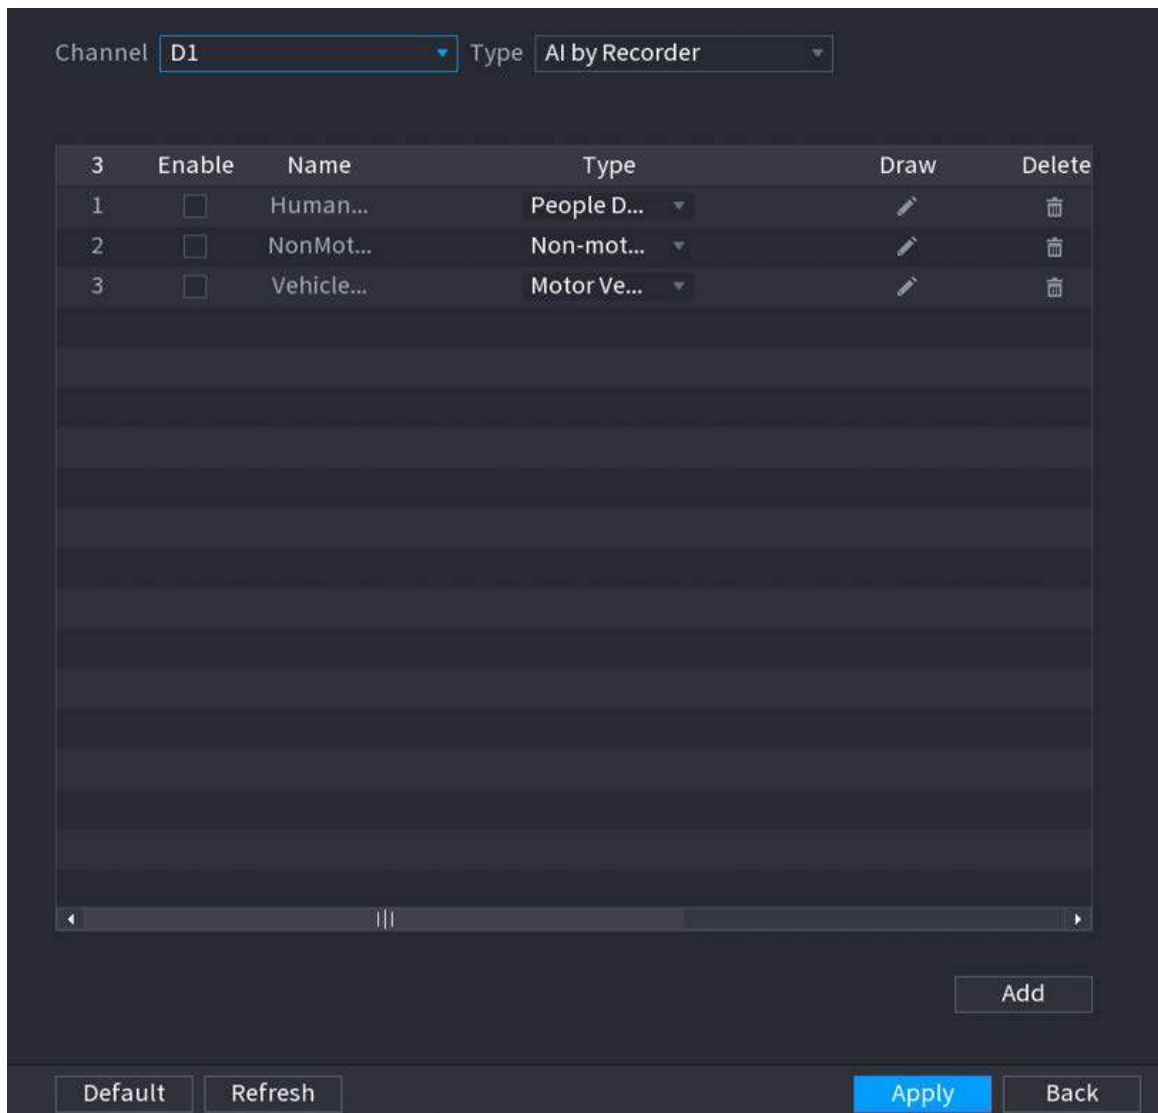 Channel D1 Type AI by Recorder
3 Enable Name Type Draw Delete
1 Human... People D...
2 NonMot... Non-mot...
3 Vehicle... Motor Ve...
Add
Default Refresh Apply Back